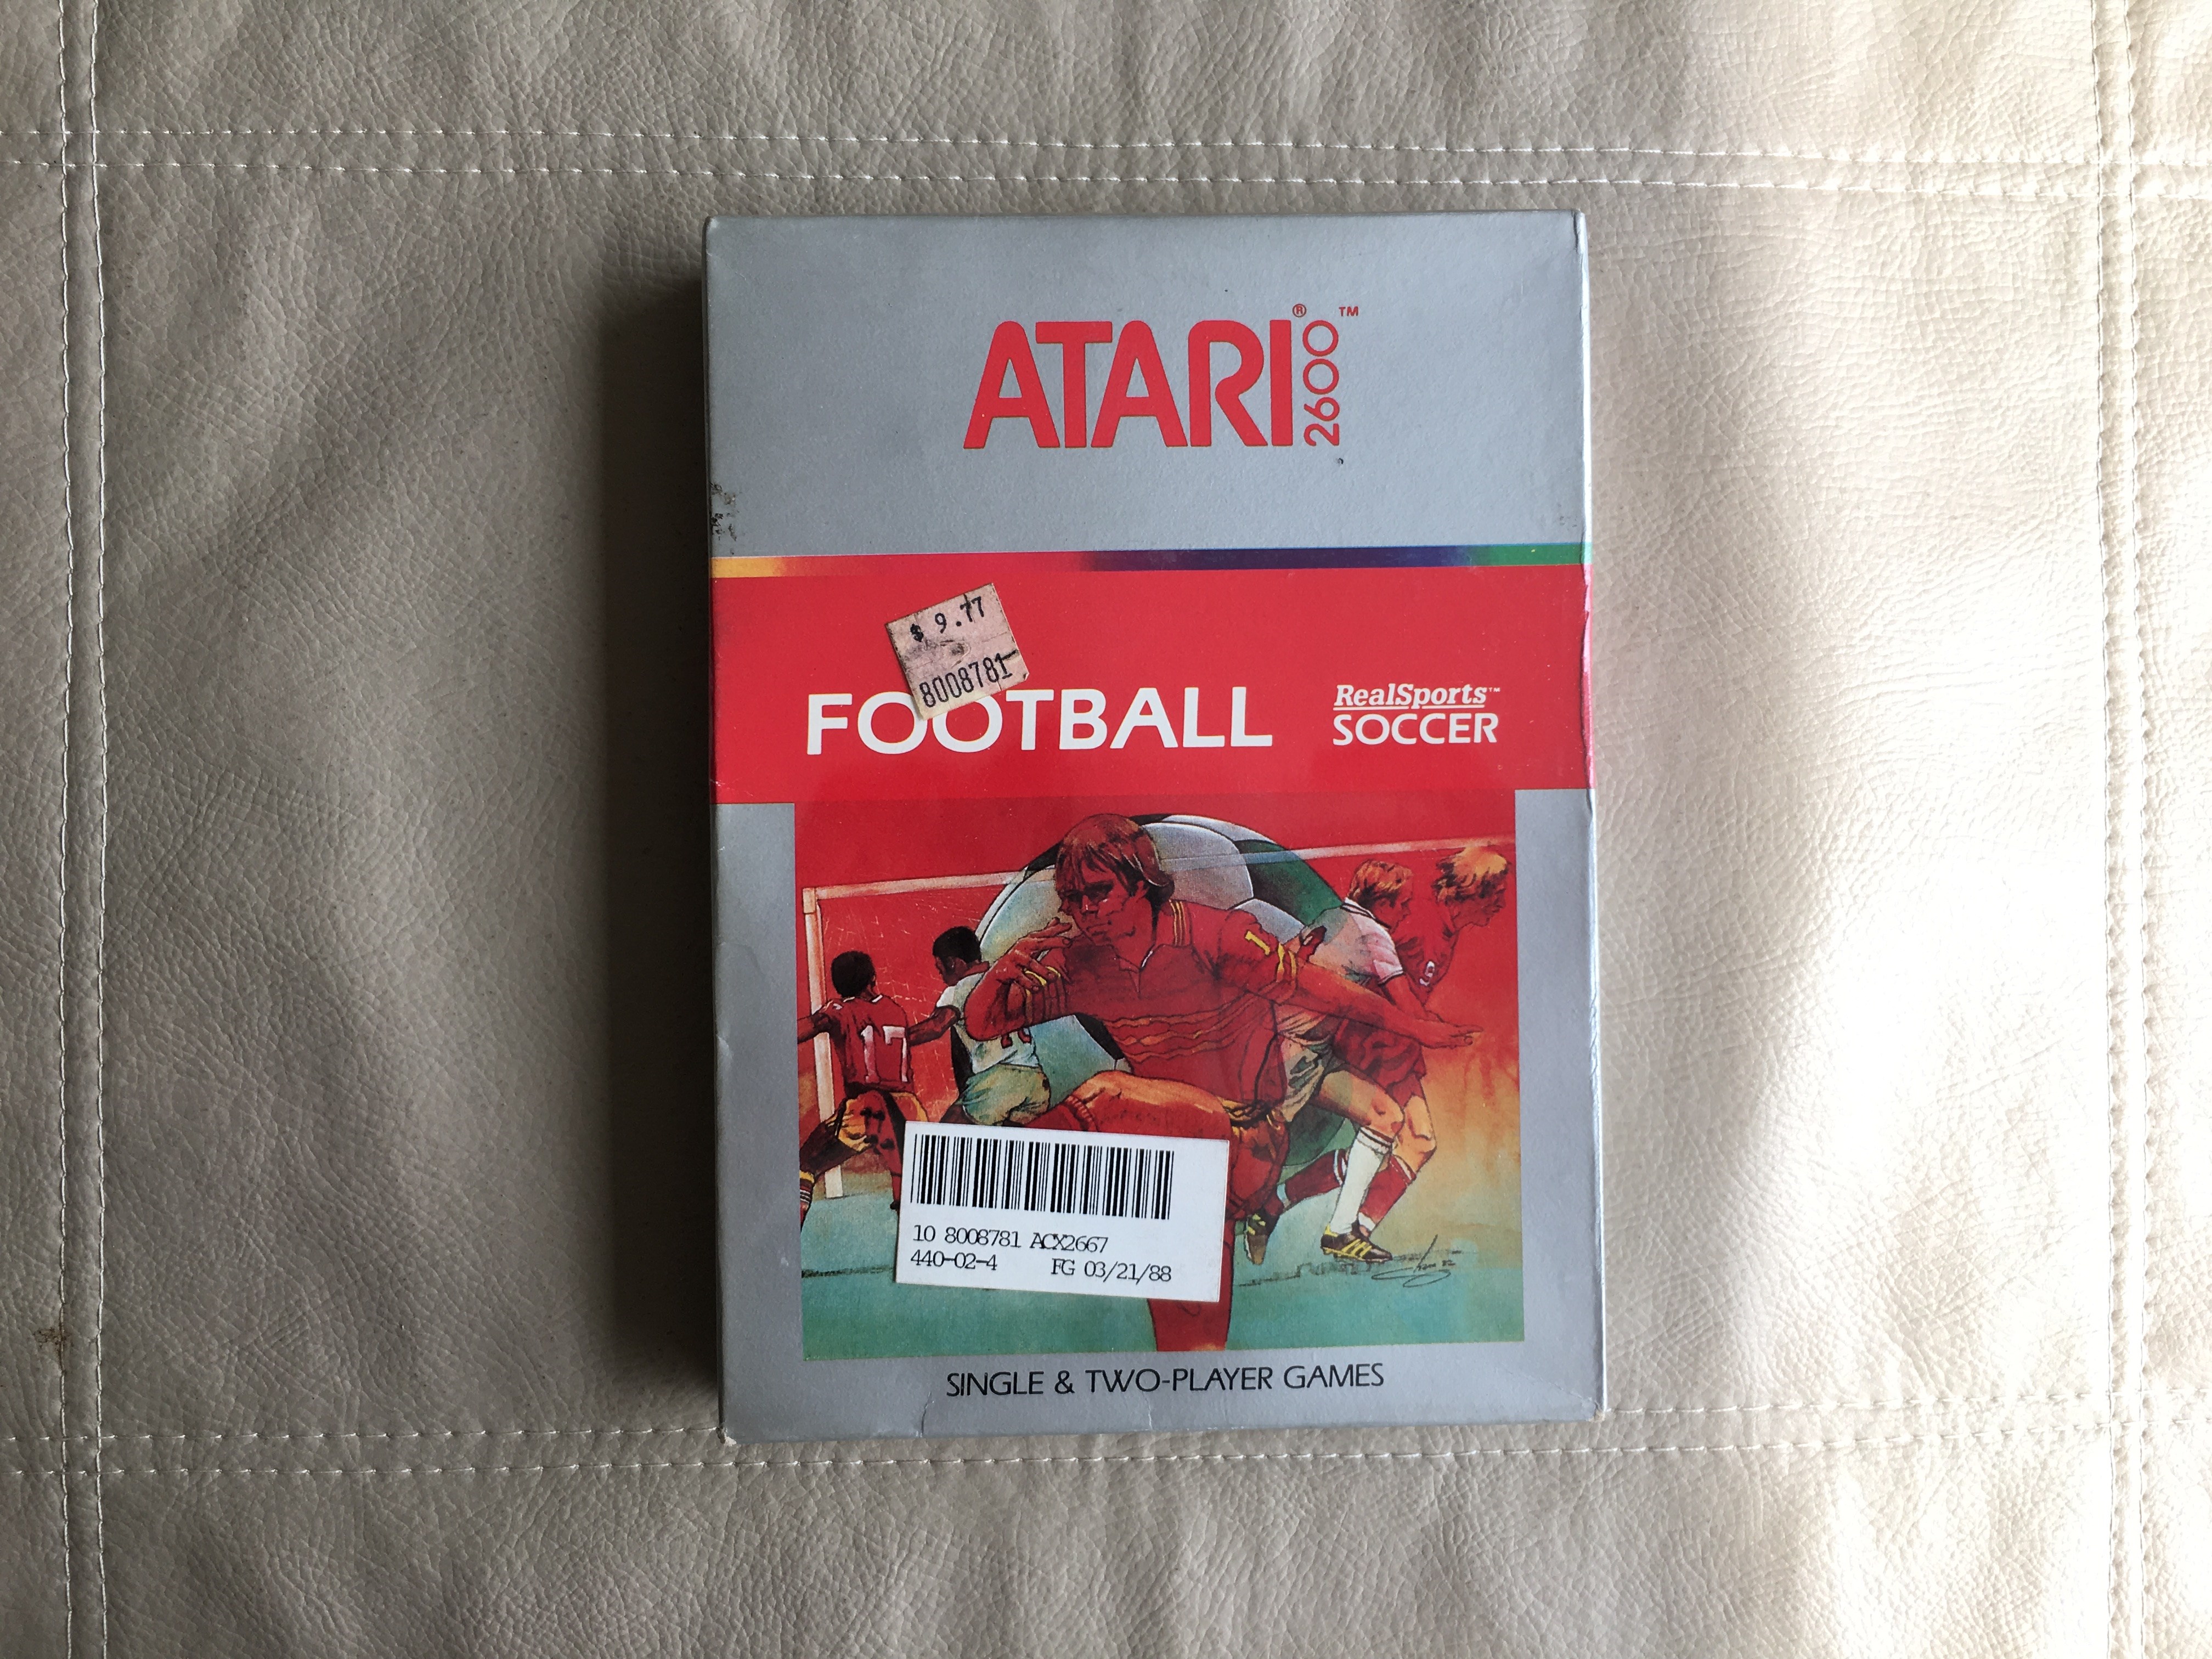 ATARI® 2600™
$ 9.77
8008781
FOOTBALL
RealSports™
SOCCER
1
17
10 8008781 ACX2667
440-02-4 FG 03/21/88
SINGLE & TWO-PLAYER GAMES